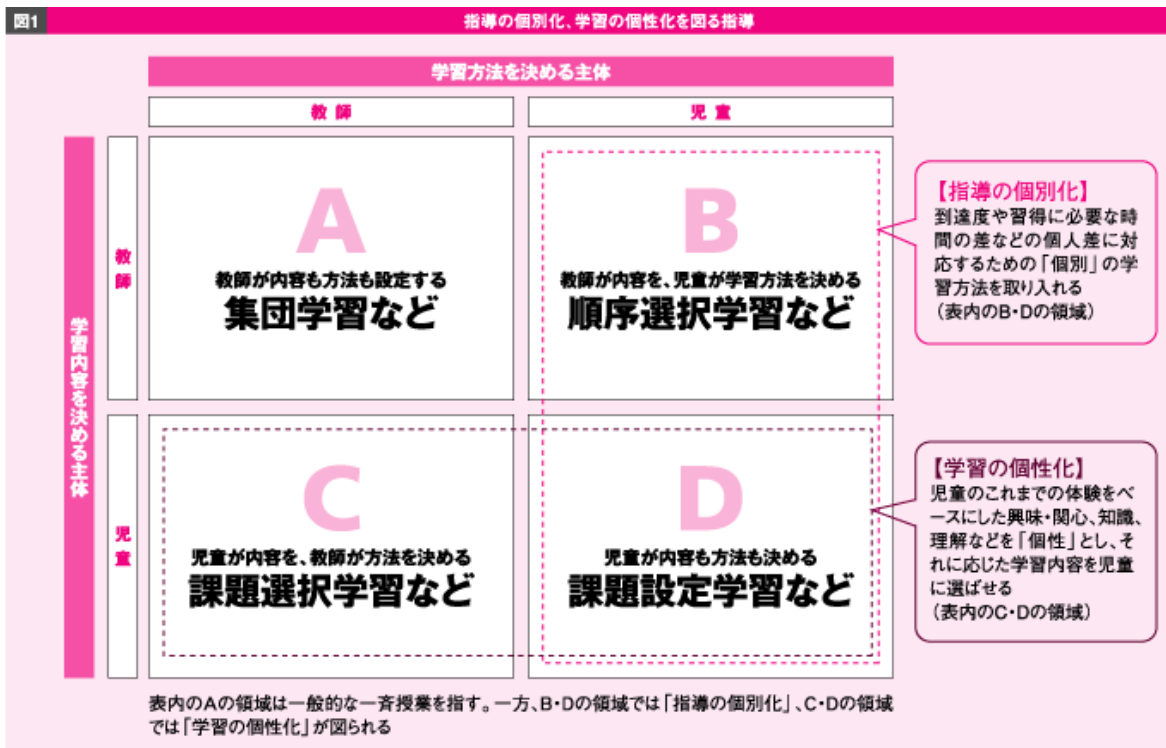 図1
指導の個別化、学習の個性化を図る指導
学習方法を決める主体
教師
児童
学習内容を決める主体
教師
A
教師が内容も方法も設定する
集団学習など
B
教師が内容を、児童が学習方法を決める
順序選択学習など
【指導の個別化】
到達度や習得に必要な時
間の差などの個人差に対
応するための「個別」の学
習方法を取り入れる
(表内のB・Dの領域)
児童
C
児童が内容を、教師が方法を決める
課題選択学習など
D
児童が内容も方法も決める
課題設定学習など
【学習の個性化】
児童のこれまでの体験をベ
ースにした興味・関心、知識、
理解などを「個性」とし、そ
れに応じた学習内容を児童
に選ばせる
(表内のC・Dの領域)
表内のAの領域は一般的な一斉授業を指す。一方、B・Dの領域では「指導の個別化」、C・Dの領域
では「学習の個性化」が図られる